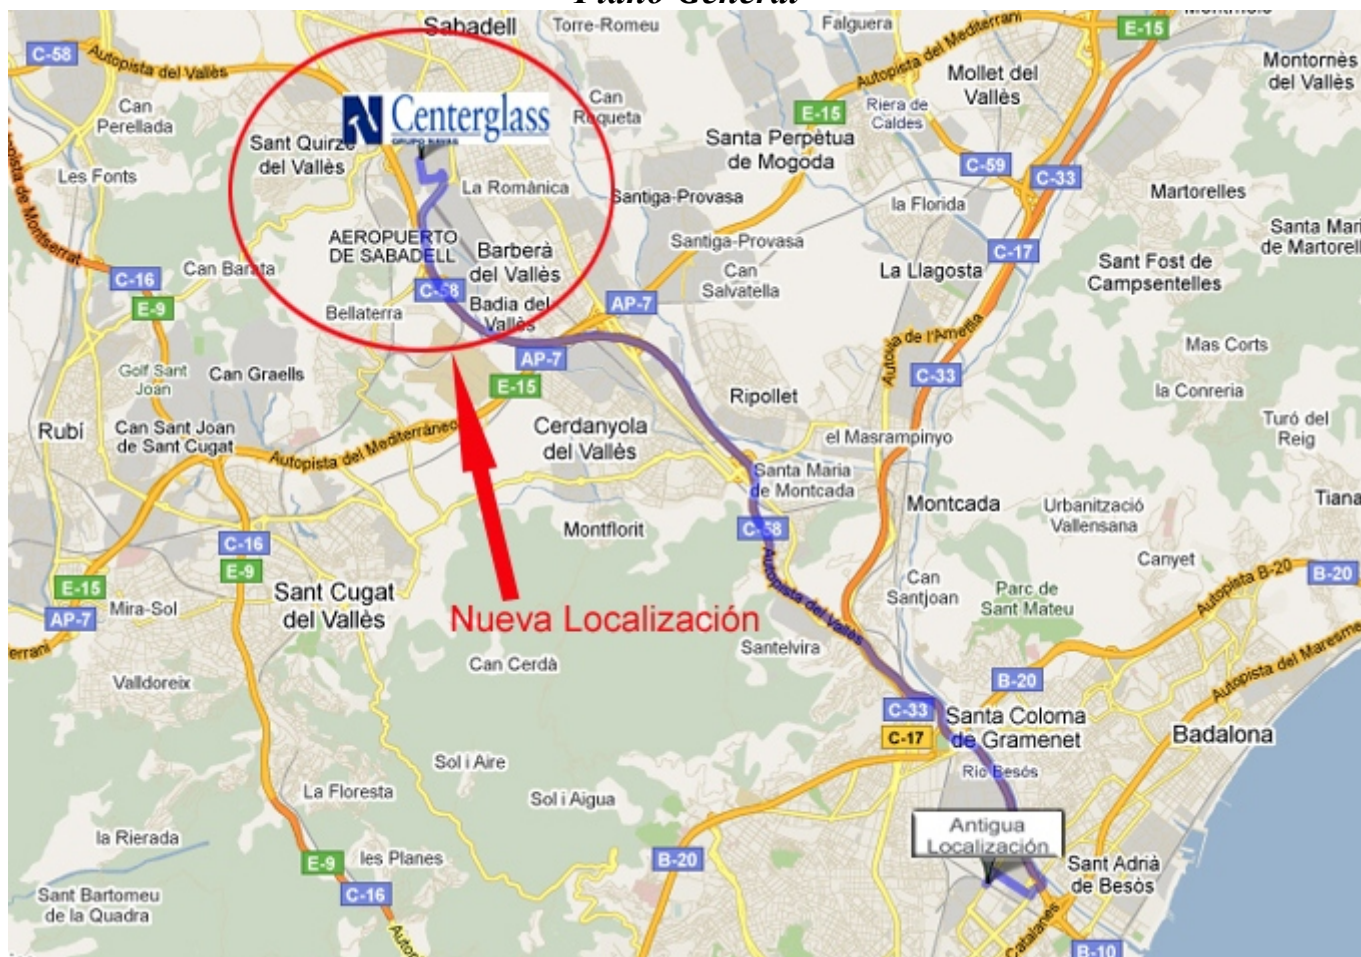 Plano General
Sabadell
Torre-Romeu
Falguera
Autopista del Mediterrani
E-15
C-58
Autopista del Vallès
Can
Perellada
Centerglass
GRUPO NAVAS
Can
Roqueta
E-15
Riera de
Caldes
Mollet del
Vallès
Montornès
del Vallès
Sant Quirze
del Vallès
Santa Perpètua
de Mogoda
C-59
C-33
Les Fonts
La Romànica
Santiga-Provasa
la Florida
Martorelles
AEROPUERTO
DE SABADELL
Barberà
del Vallès
Santiga-Provasa
C-17
Can
Salvatella
La Llagosta
Sant Fost de
Campsentelles
Can Barata
C-16
E-9
Bellaterra
C-58
Badia del
Vallès
AP-7
Autovia de l'Ametlla
Mas Corts
AP-7
E-15
C-33
la Conreria
Golf Sant
Joan
Can Graells
Ripollet
Turó del
Reig
Rubí
Can Sant Joan
de Sant Cugat
Autopista del Mediterráneo
Cerdanyola
del Vallès
el Masrampinyo
Santa Maria
de Montcada
Montcada
Urbanització
Vallensana
Tiana
C-16
E-9
Montflorit
C-58
Autopista del Vallès
Can
Santjoan
Canyet
Autopista B-20
B-20
E-15
AP-7
Mira-Sol
Sant Cugat
del Vallès
Nueva Localización
Parc de
Sant Mateu
Santelvira
Can Cerdà
Valldoreix
B-20
Autopista del Maresme
C-33
C-17
Santa Coloma
de Gramenet
Badalona
Sol i Aire
Rio Besós
La Floresta
Sol i Aigua
Antigua
Localización
la Rierada
E-9
les Planes
C-16
B-20
Sant Adrià
de Besòs
Sant Bartomeu
de la Quadra
Catalanes
B-10